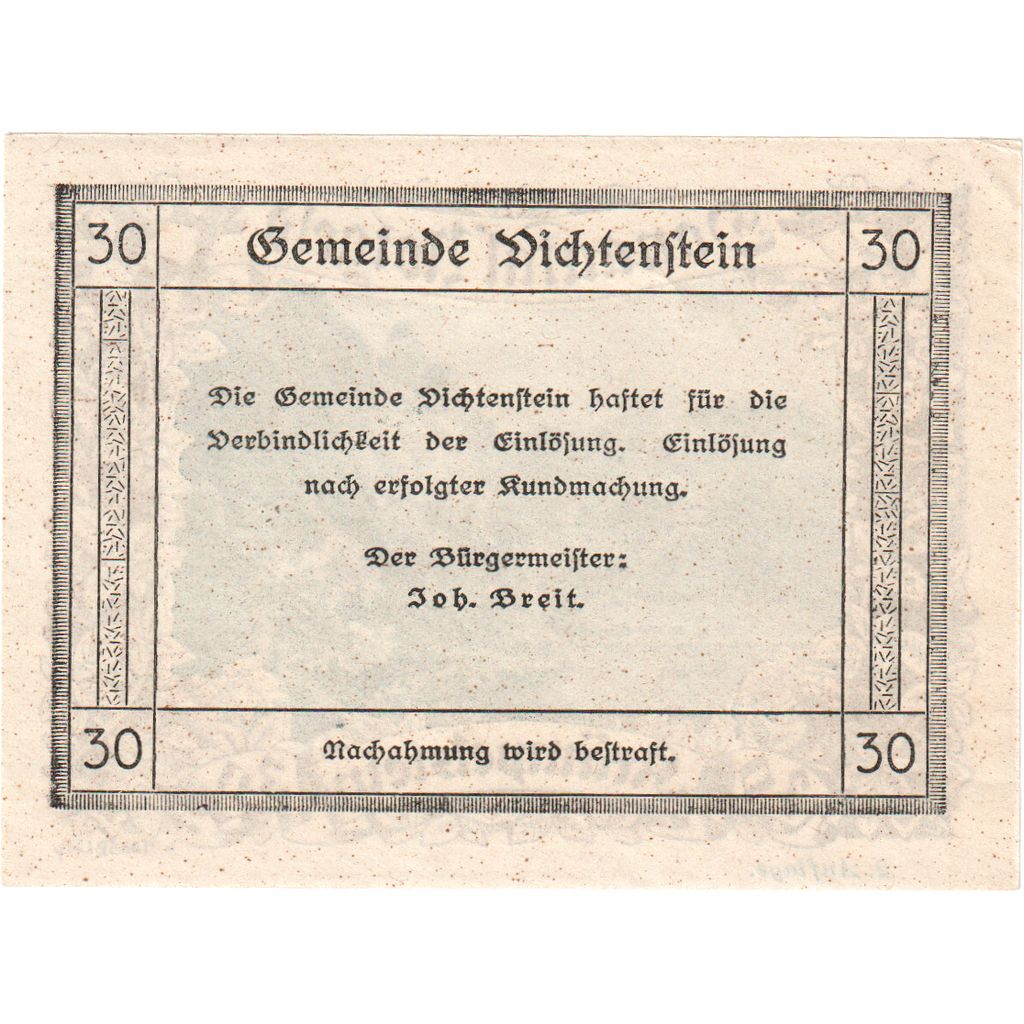 30 Gemeinde Vichtenstein 30
Die Gemeinde Vichtenstein haftet für die
Verbindlichkeit der Einlösung. Einlösung
nach erfolgter Kundmachung.
Der Bürgermeister:
Joh. Breit.
30 Nachahmung wird bestraft. 30